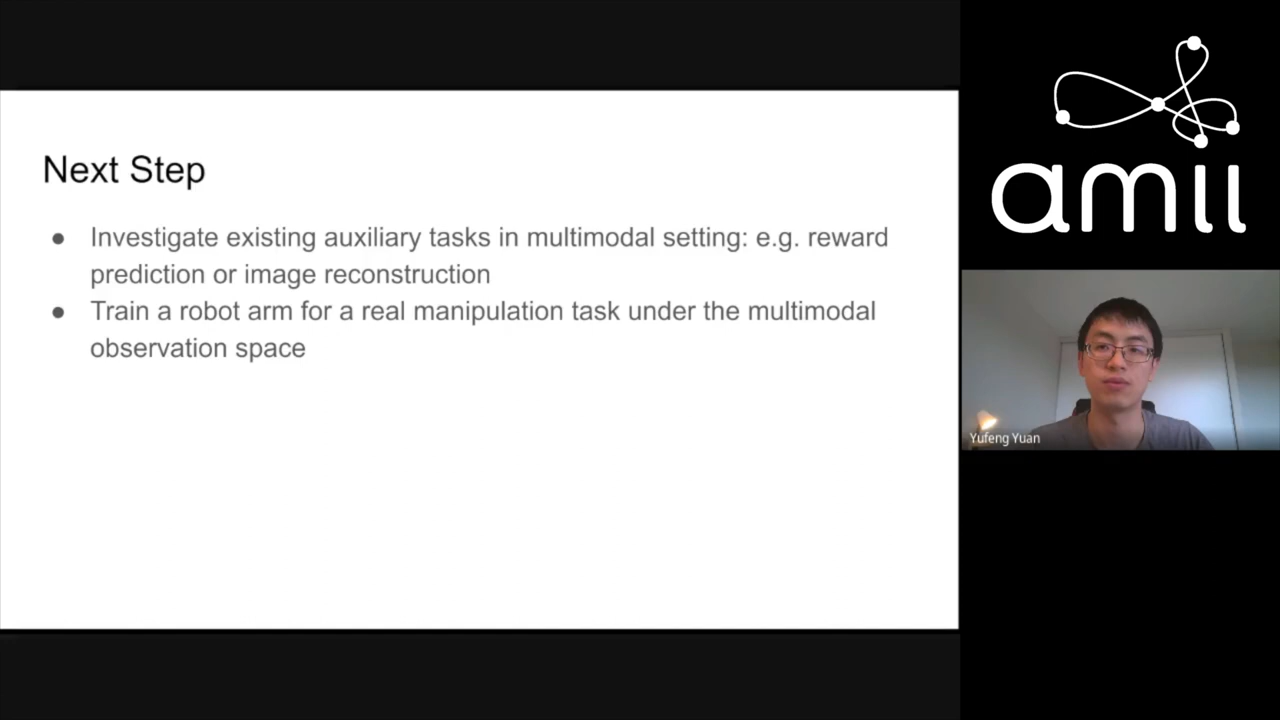 Next Step
● Investigate existing auxiliary tasks in multimodal setting: e.g. reward
prediction or image reconstruction
● Train a robot arm for a real manipulation task under the multimodal
observation space
amii
Yufeng Yuan